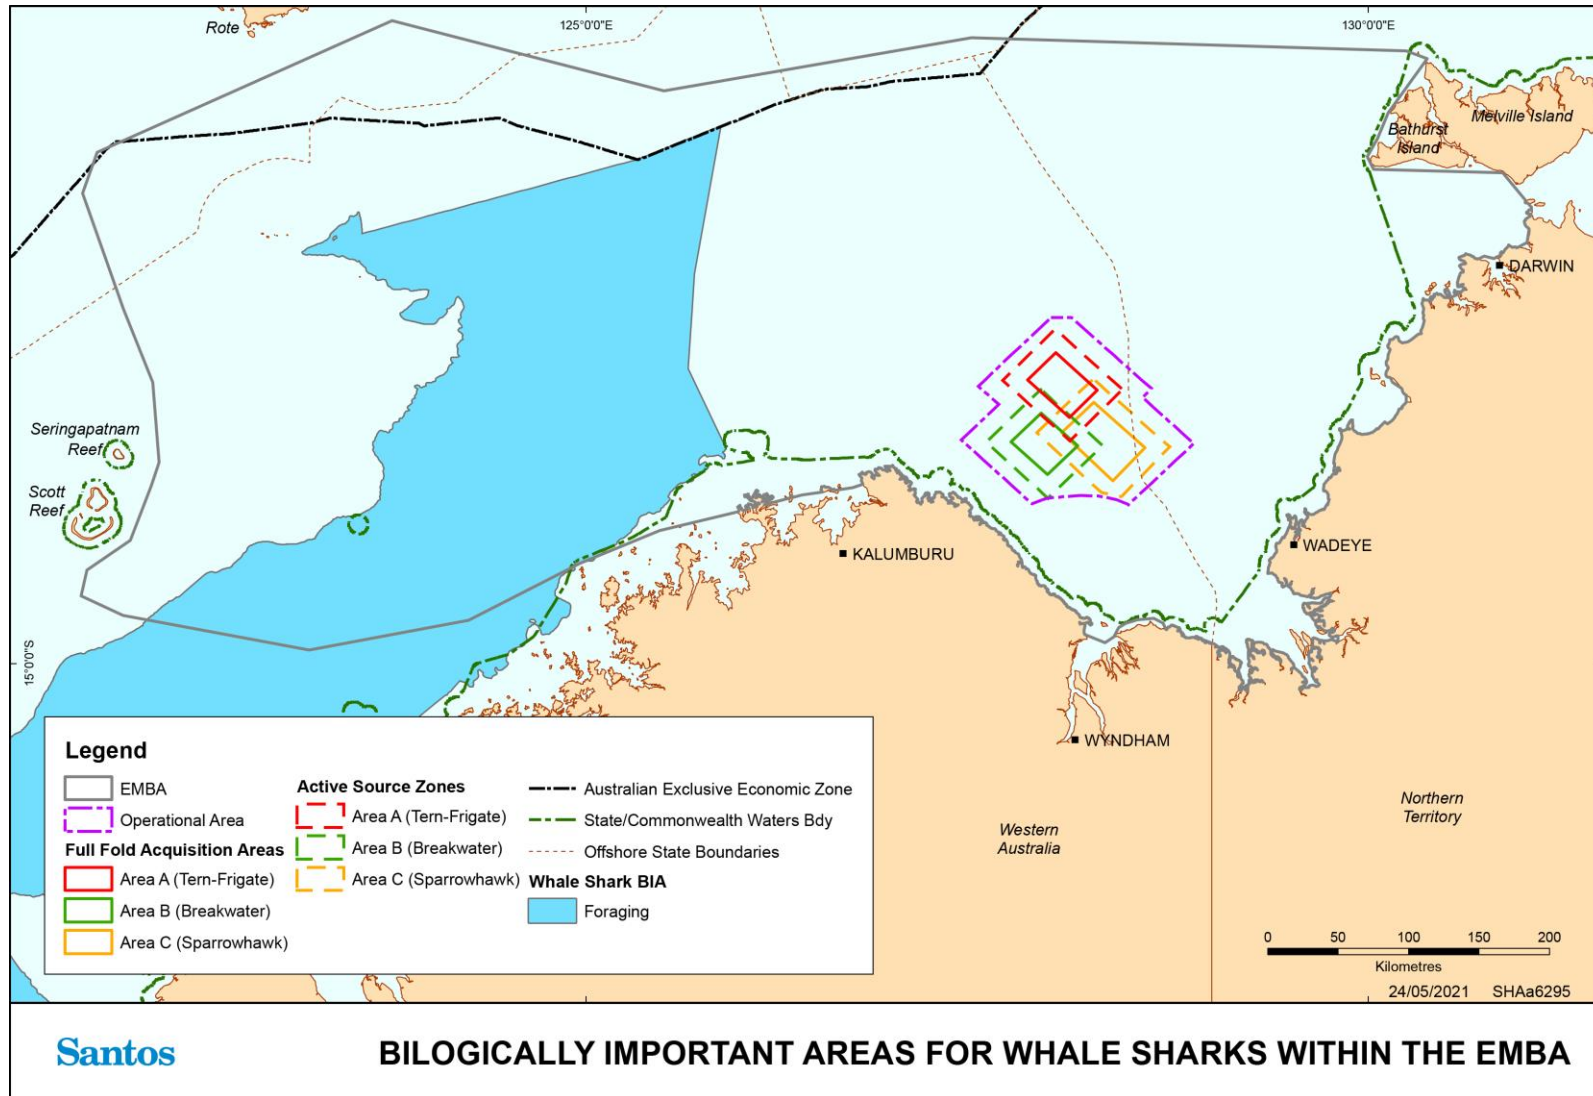 Rote
125°0'0"E
130°0'0"E
Melville Island
Bathurst
Island
DARWIN
Seringapatnam
Reef
Scott
Reef
KALUMBURU
WADEYE
15°0'0"S
WYNDHAM
Western
Australia
Northern
Territory
Legend
EMBA
Operational Area
Full Fold Acquisition Areas
Area A (Tern-Frigate)
Area B (Breakwater)
Area C (Sparrowhawk)
Active Source Zones
Area A (Tern-Frigate)
Area B (Breakwater)
Area C (Sparrowhawk)
Australian Exclusive Economic Zone
State/Commonwealth Waters Bdy
Offshore State Boundaries
Whale Shark BIA
Foraging
0 50 100 150 200
Kilometres
24/05/2021 SHAa6295
Santos
BILOGICALLY IMPORTANT AREAS FOR WHALE SHARKS WITHIN THE EMBA